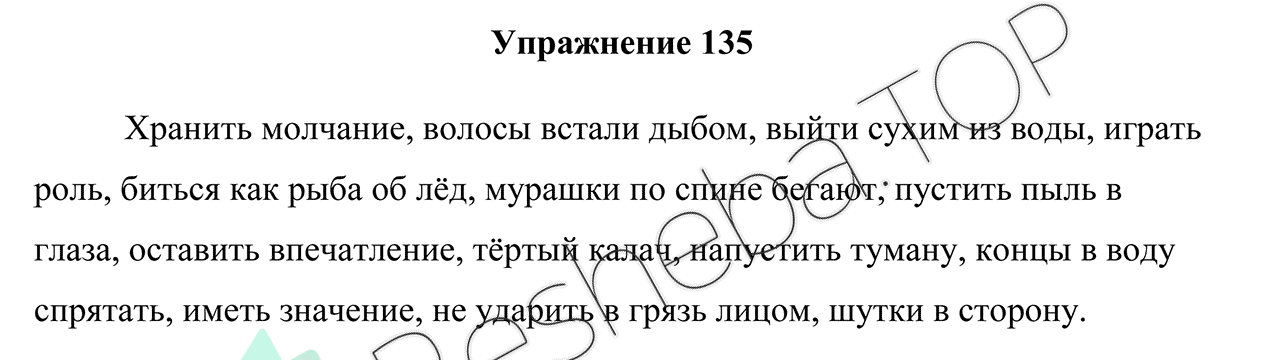 Упражнение 135
Хранить молчание, волосы встали дыбом, выйти сухим из воды, играть
роль, биться как рыба об лёд, мурашки по спине бегают, пустить пыль в
глаза, оставить впечатление, тёртый калач, напустить туману, концы в воду
спрятать, иметь значение, не ударить в грязь лицом, шутки в сторону.
Resheba.TOP